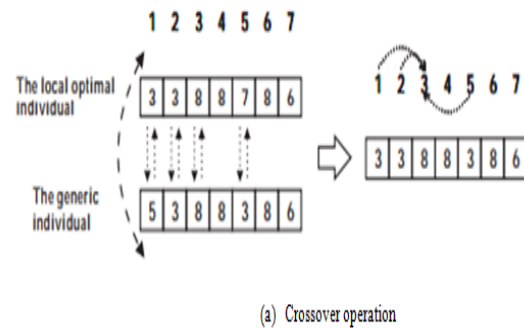 1 2 3 4 5 6 7
The local optimal
individual
3 3 8 8 7 8 6
The generic
individual
5 3 8 8 3 8 6
1 2 3 4 5 6 7
3 3 8 8 3 8 6
(a) Crossover operation